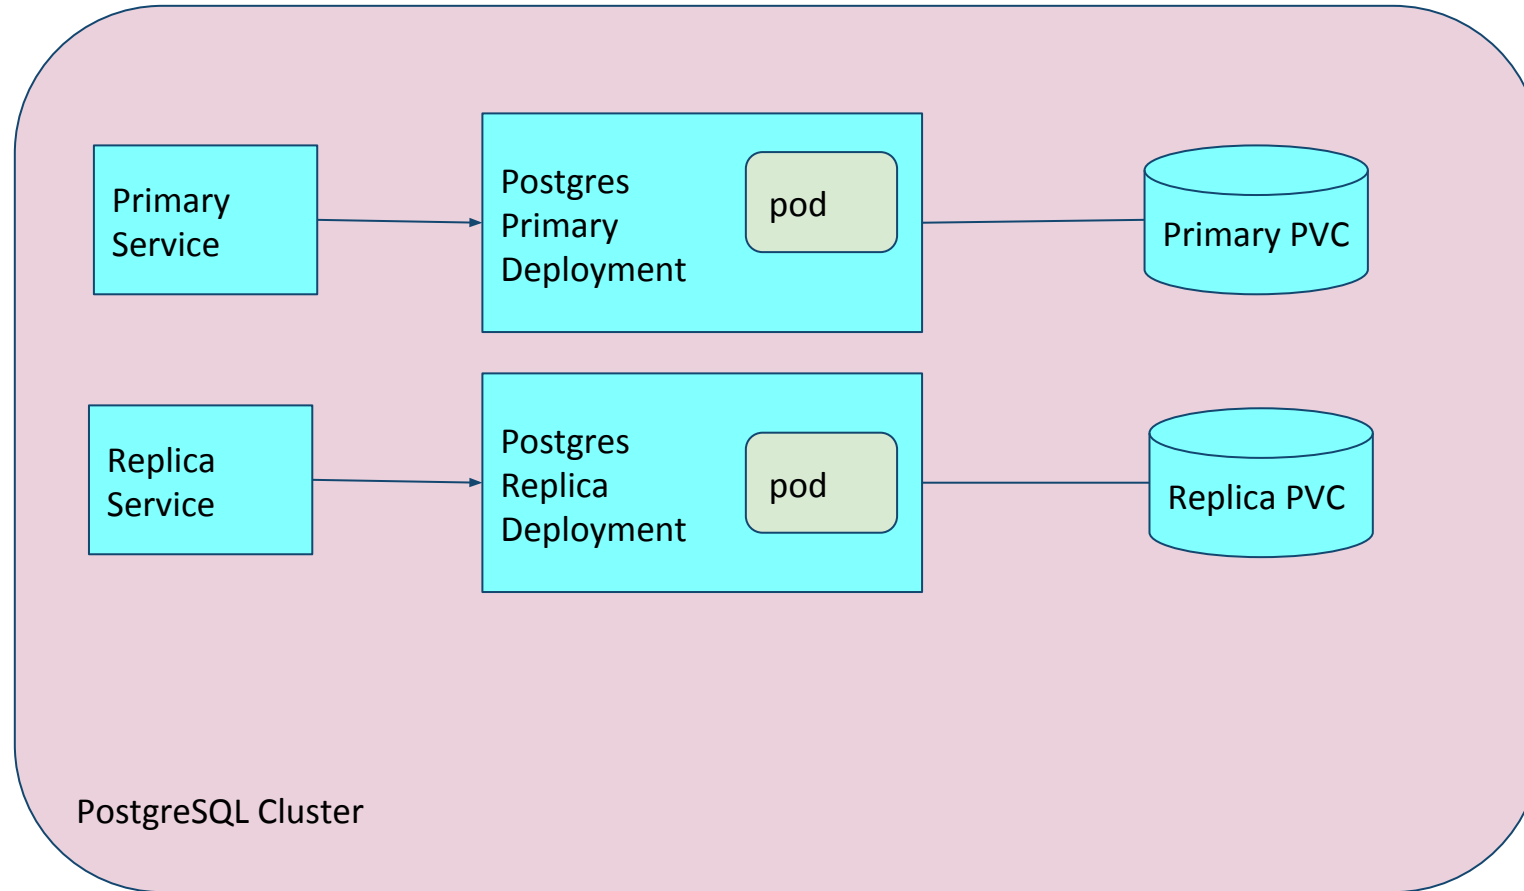 Primary
Service
Postgres
Primary
Deployment
pod
Primary PVC
Replica
Service
Postgres
Replica
Deployment
pod
Replica PVC
PostgreSQL Cluster